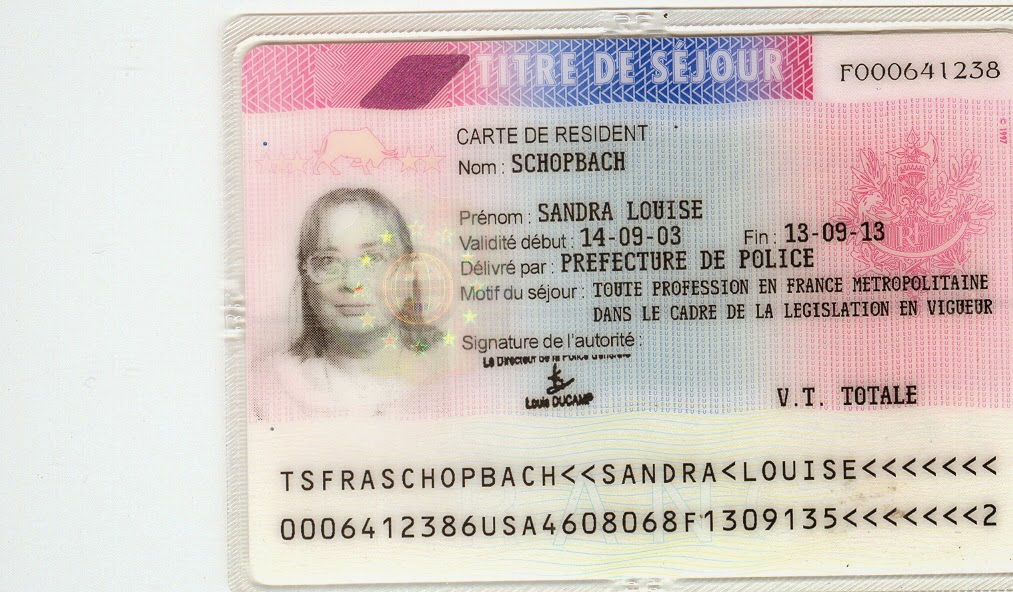 TITRE DE SÉJOUR
F000641238
CARTE DE RESIDENT
Nom : SCHOPBACH
Prénom : SANDRA LOUISE
Validité début : 14-09-03 Fin : 13-09-13
Délivré par : PREFECTURE DE POLICE
Motif du séjour : TOUTE PROFESSION EN FRANCE METROPOLITAINE
DANS LE CADRE DE LA LEGISLATION EN VIGUEUR
Signature de l'autorité :
Le Directeur de la Police Générale
Louis DUCAMP
V.T. TOTALE
© 1997
RF
TSFRASCHOPBACH<<SANDRA<LOUISE<<<<<<<
0006412386USA4608068F1309135<<<<<<<2